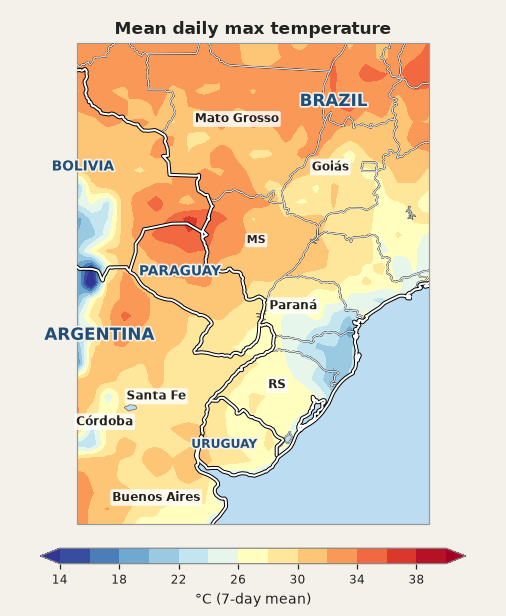 Mean daily max temperature
BRAZIL
Mato Grosso
BOLIVIA
Goiás
MS
PARAGUAY
Paraná
ARGENTINA
RS
Santa Fe
Córdoba
URUGUAY
Buenos Aires
14 18 22 26 30 34 38
°C (7-day mean)